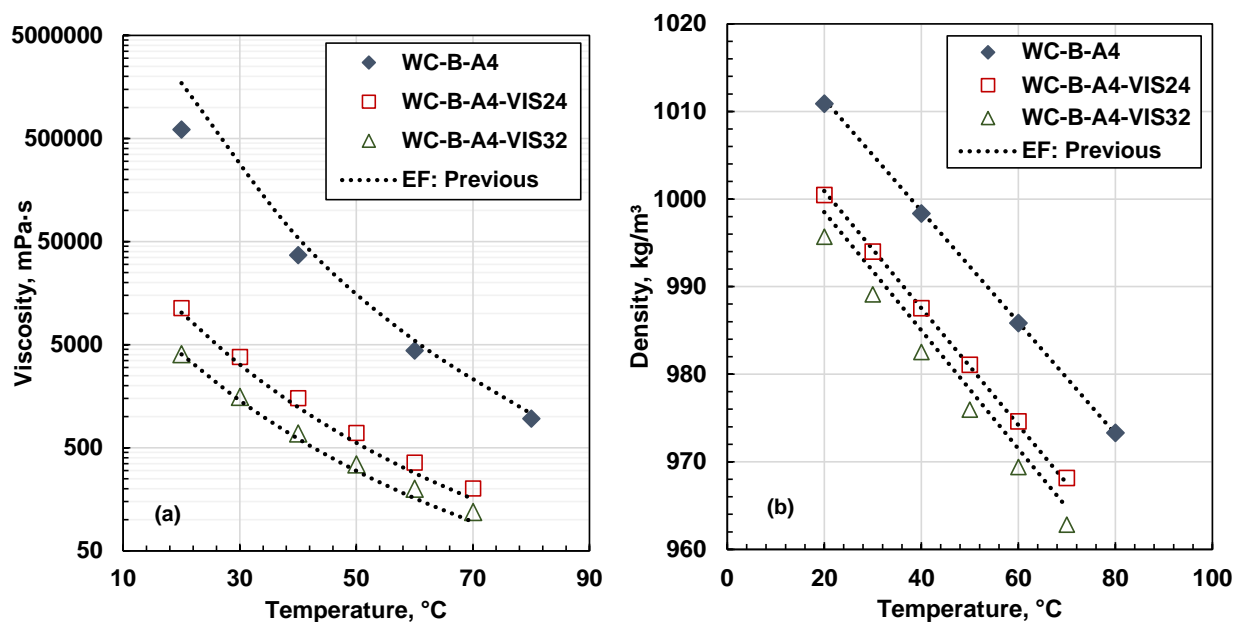 5000000
500000
50000
5000
500
50
Viscosity, mPa·s
WC-B-A4
WC-B-A4-VIS24
WC-B-A4-VIS32
EF: Previous
(a)
10 30 50 70 90
Temperature, °C
1020
1010
1000
990
980
970
960
Density, kg/m³
WC-B-A4
WC-B-A4-VIS24
WC-B-A4-VIS32
EF: Previous
(b)
0 20 40 60 80 100
Temperature, °C